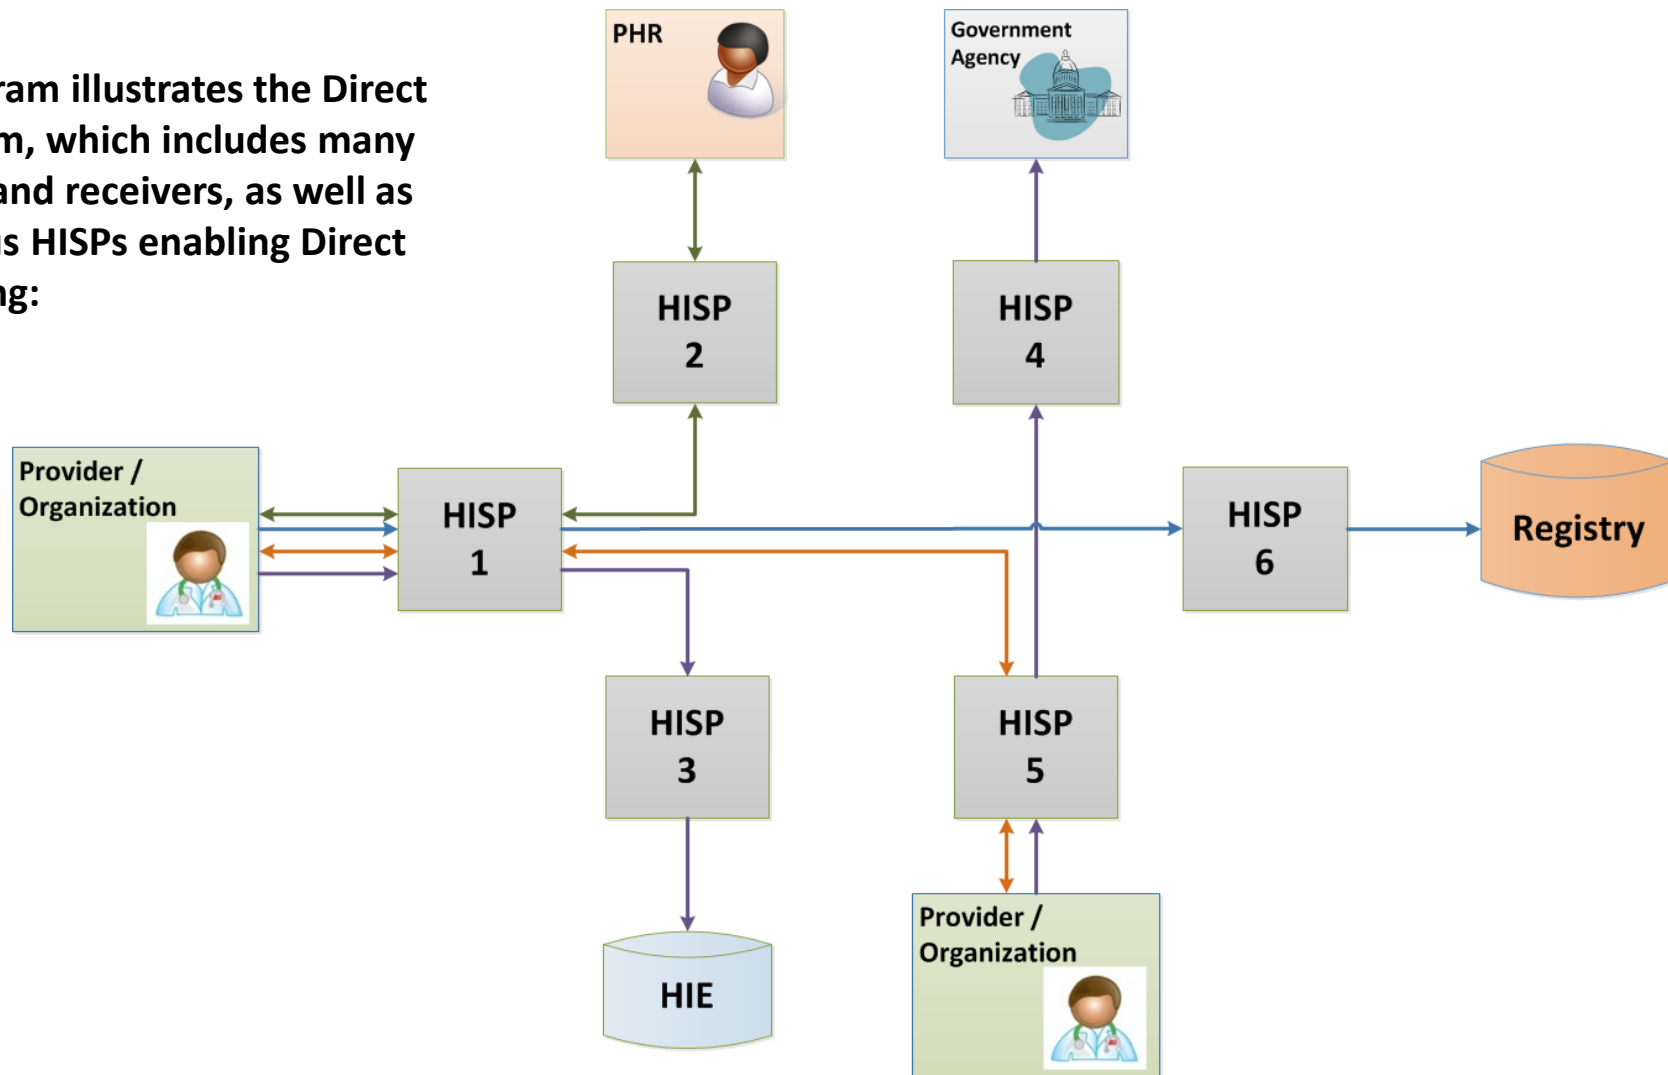 ram illustrates the Direct
m, which includes many
and receivers, as well as
us HISPs enabling Direct
ng:
PHR
Government
Agency
HISP
2
HISP
4
Provider /
Organization
HISP
1
HISP
6
Registry
HISP
3
HISP
5
HIE
Provider /
Organization